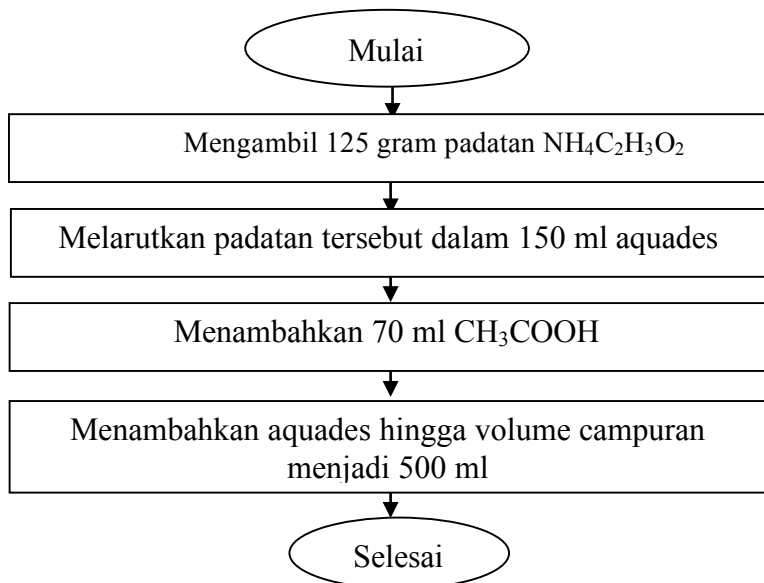 Mulai
Mengambil 125 gram padatan NH₄C₂H₃O₂
Melarutkan padatan tersebut dalam 150 ml aquades
Menambahkan 70 ml CH₃COOH
Menambahkan aquades hingga volume campuran
menjadi 500 ml
Selesai